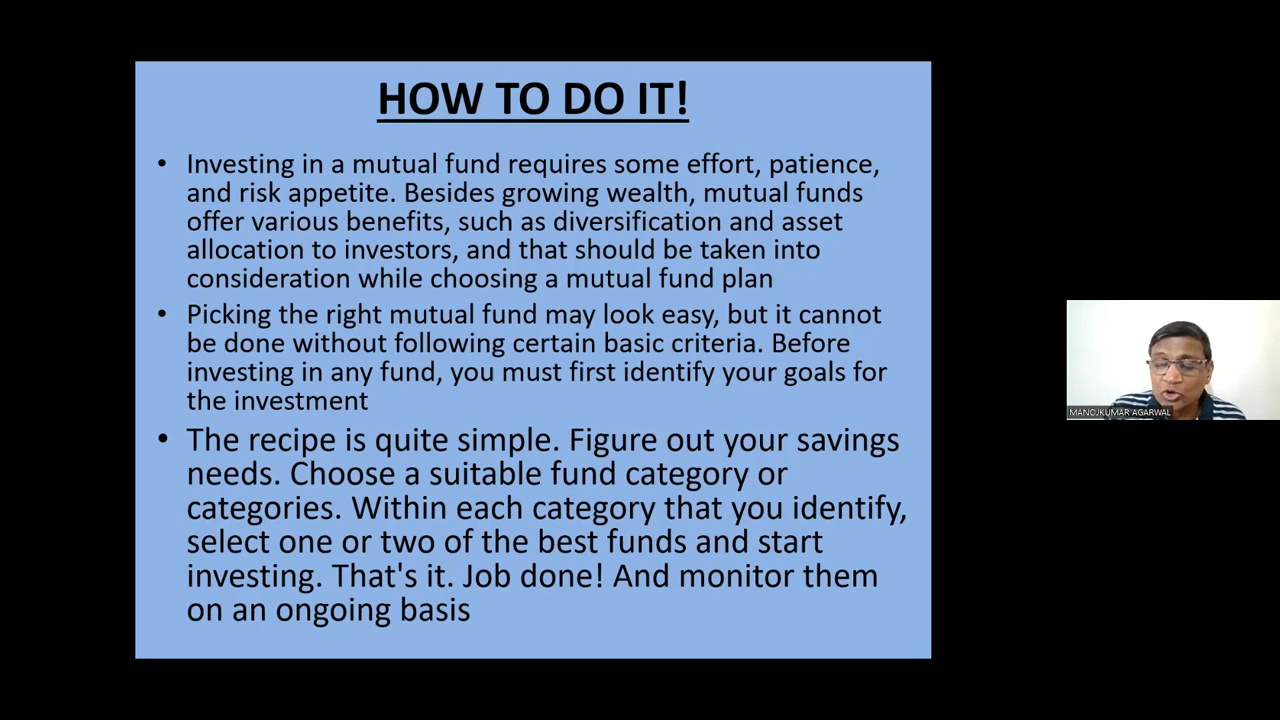 HOW TO DO IT!
• Investing in a mutual fund requires some effort, patience,
and risk appetite. Besides growing wealth, mutual funds
offer various benefits, such as diversification and asset
allocation to investors, and that should be taken into
consideration while choosing a mutual fund plan
• Picking the right mutual fund may look easy, but it cannot
be done without following certain basic criteria. Before
investing in any fund, you must first identify your goals for
the investment
• The recipe is quite simple. Figure out your savings
needs. Choose a suitable fund category or
categories. Within each category that you identify,
select one or two of the best funds and start
investing. That's it. Job done! And monitor them
on an ongoing basis
MANOJKUMAR AGARWAL